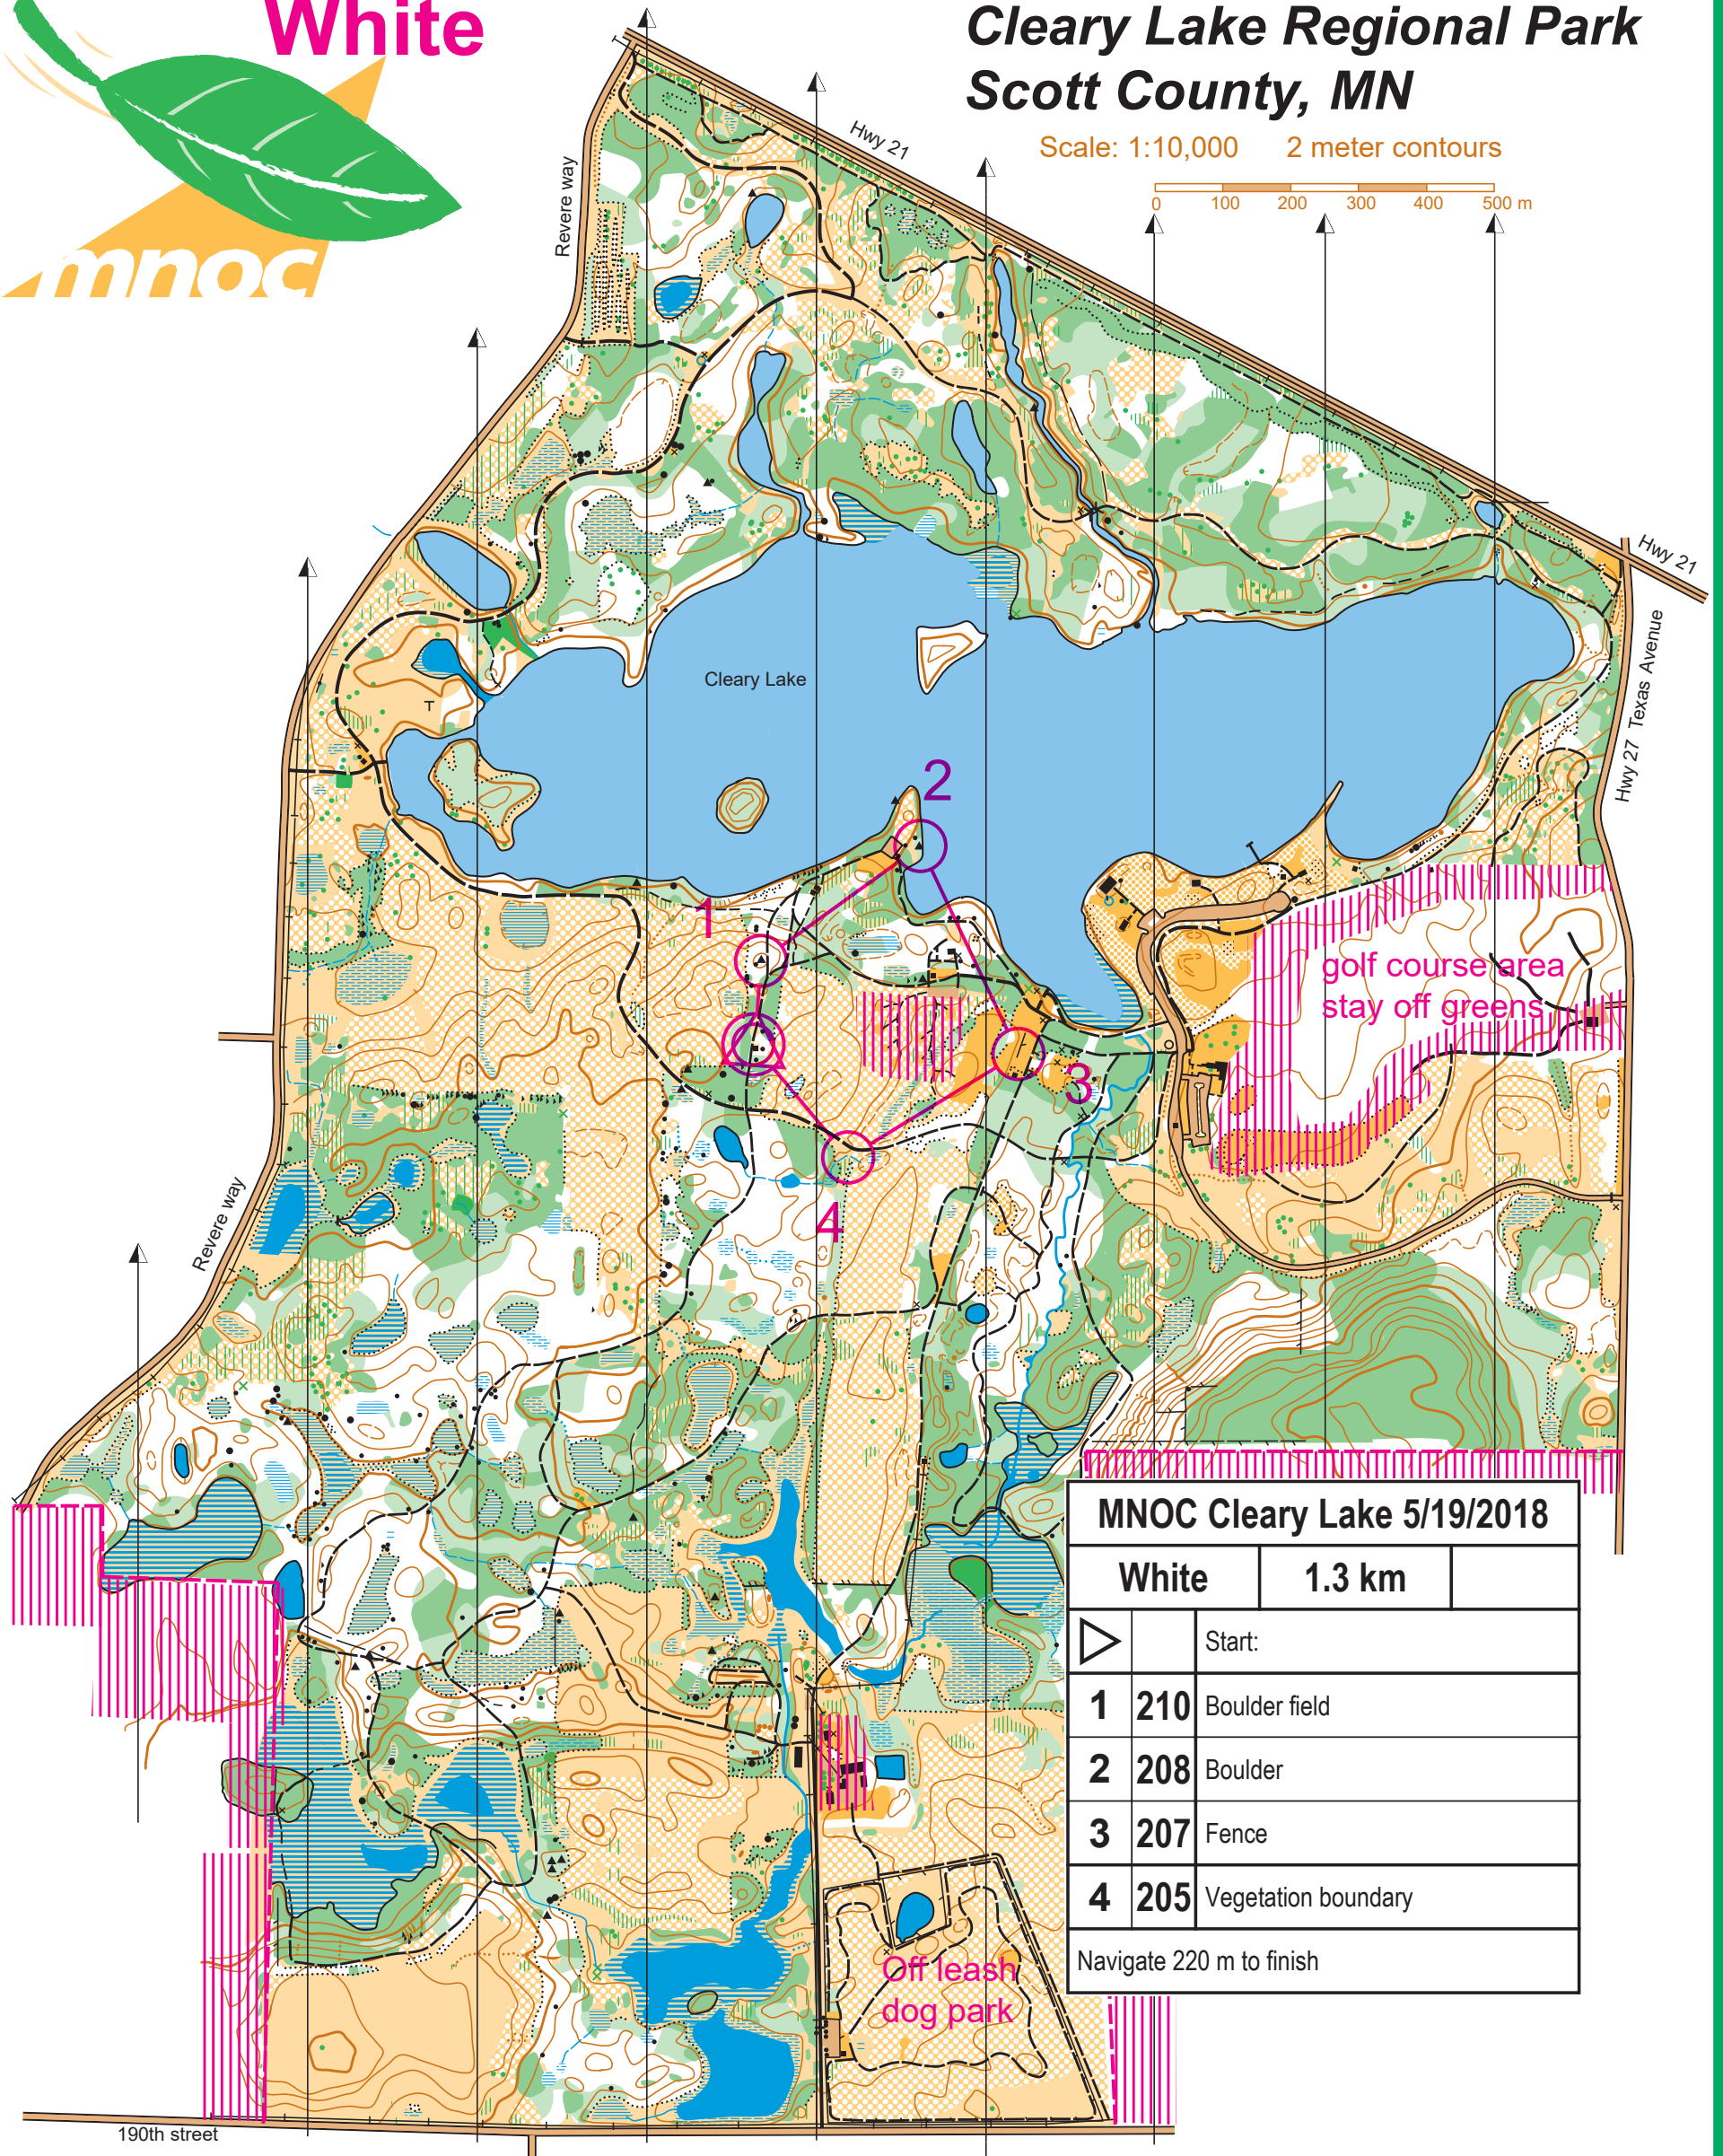 White
Cleary Lake Regional Park
Scott County, MN
Scale: 1:10,000 2 meter contours
0 100 200 300 400 500 m
mnoc
Hwy 21
Revere way
Hwy 21
Hwy 27 Texas Avenue
Cleary Lake
2
1
golf course area
stay off greens
3
4
Revere way
MNOC Cleary Lake 5/19/2018
White 1.3 km
Start:
1 210 Boulder field
2 208 Boulder
3 207 Fence
4 205 Vegetation boundary
Navigate 220 m to finish
Off leash
dog park
190th street